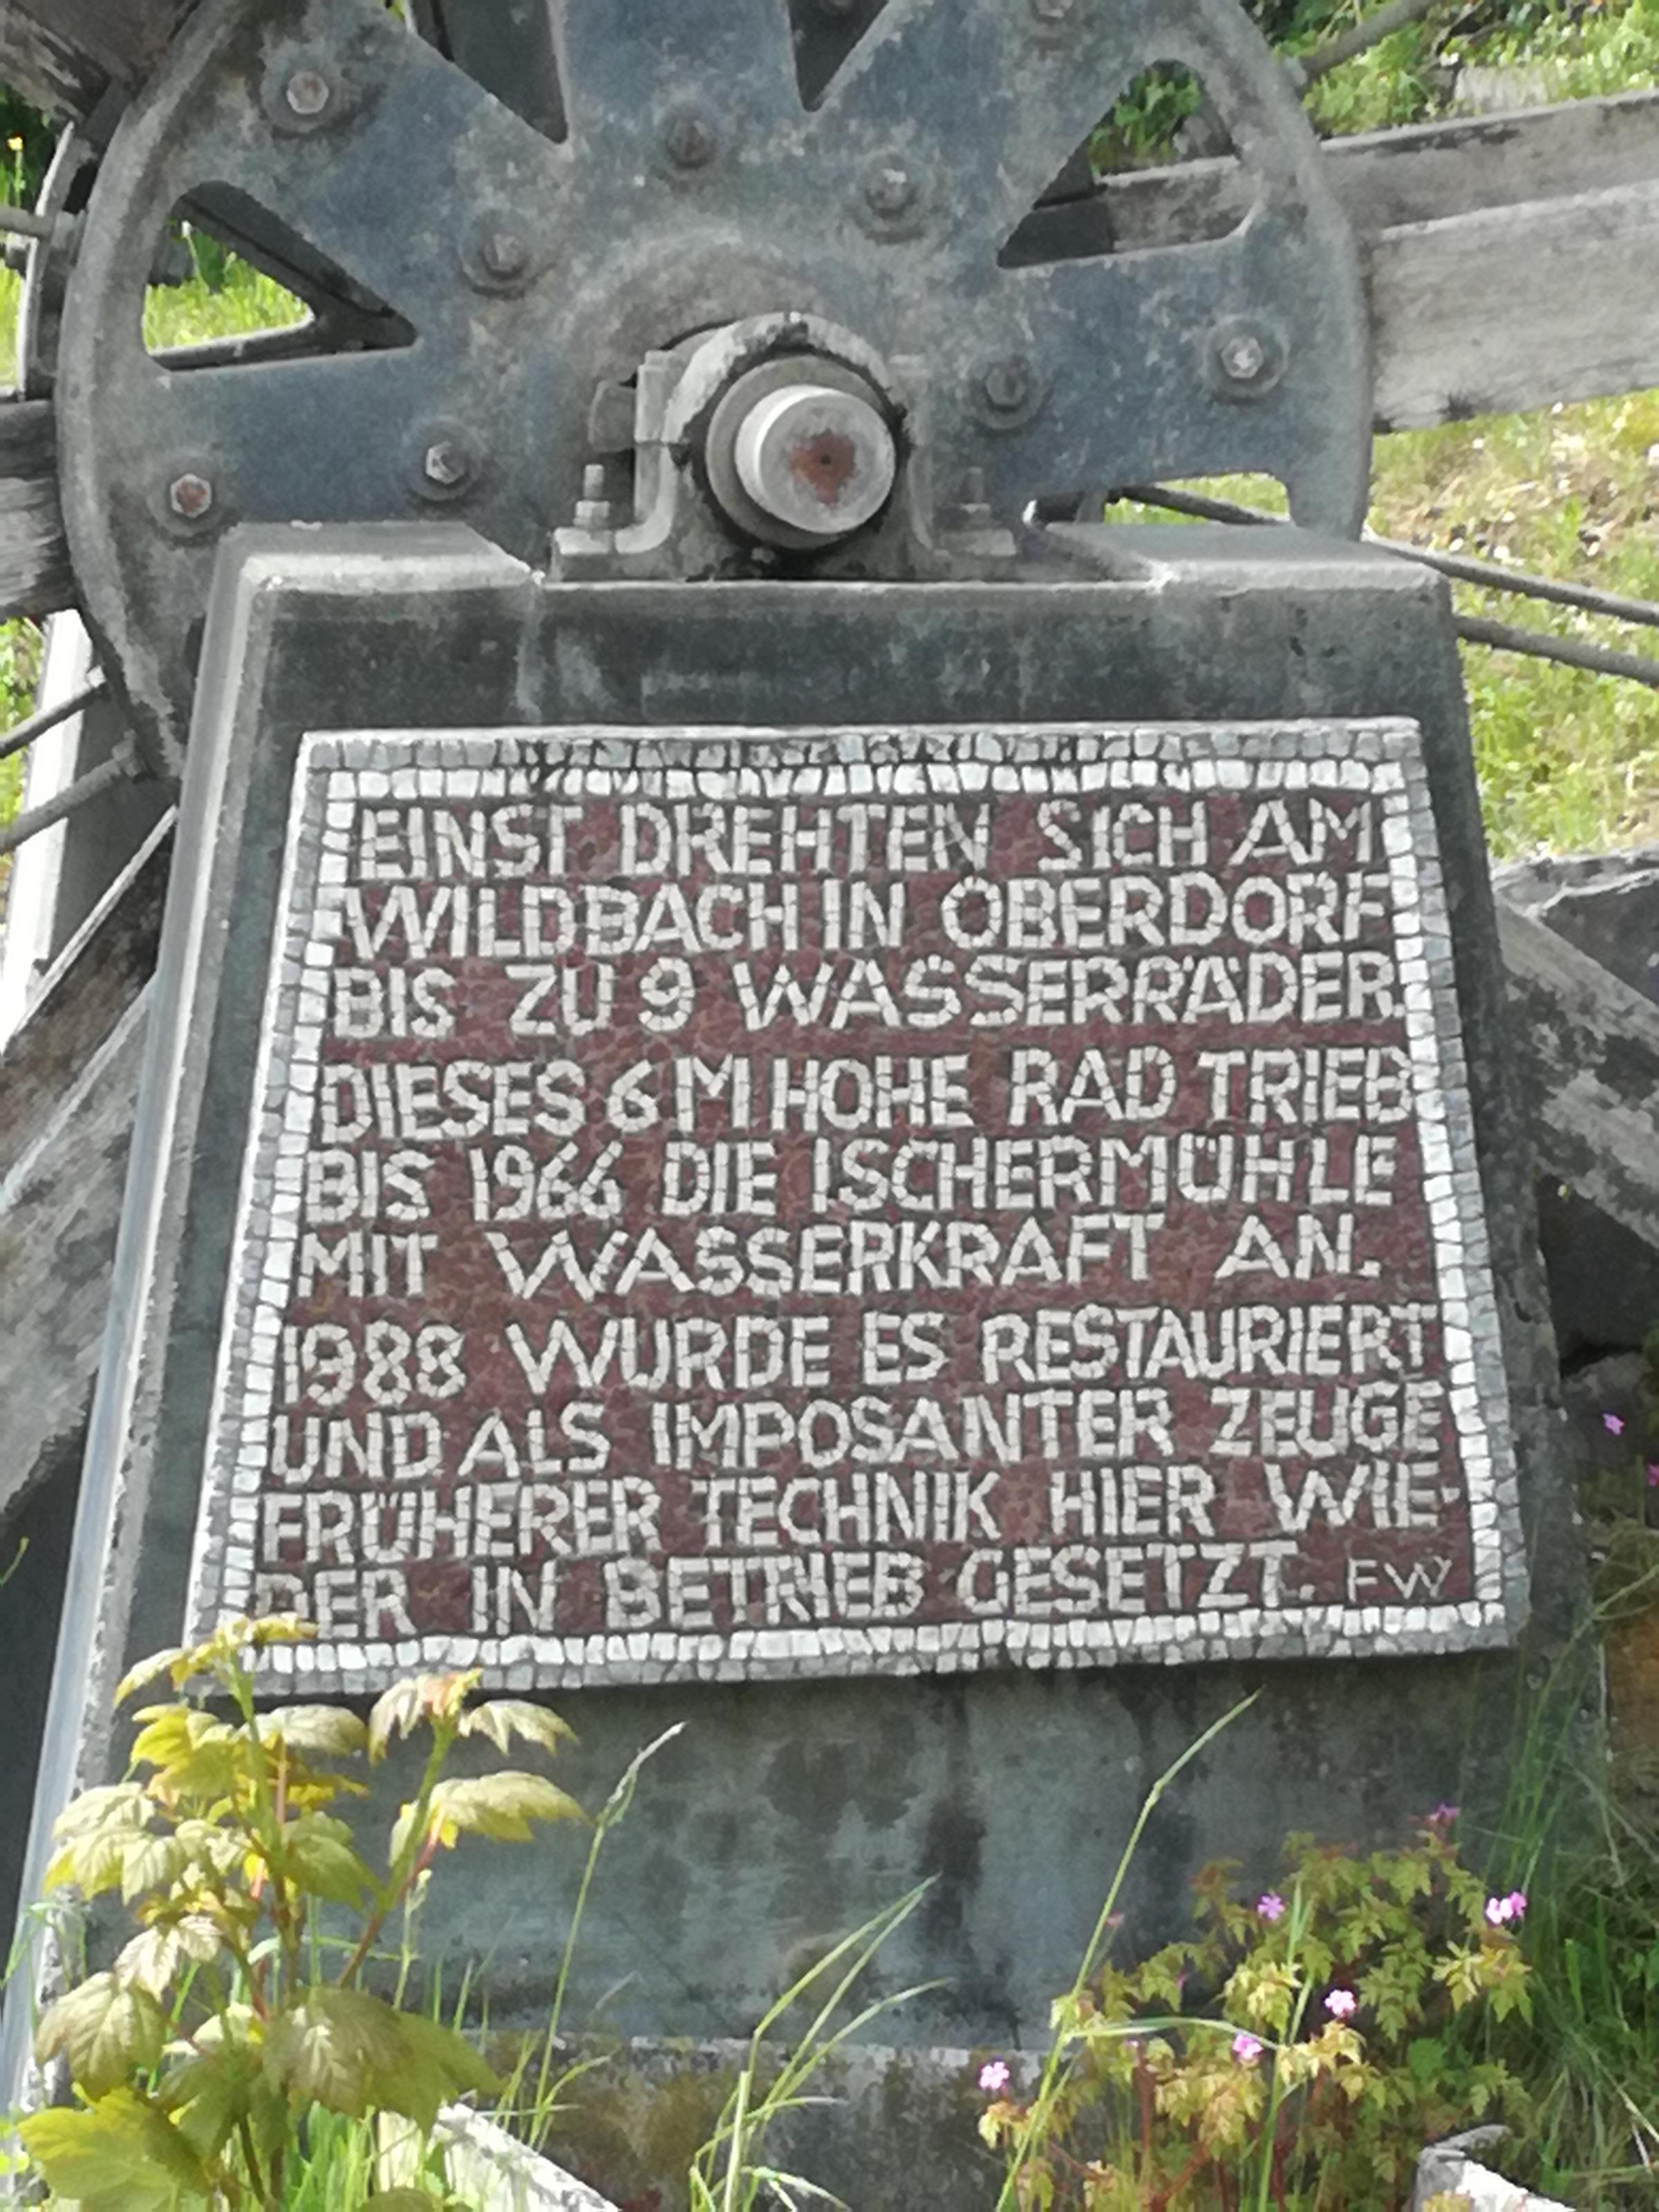 EINST DREHTEN SICH AM
WILDBACH IN OBERDORF
BIS ZU 9 WASSERRÄDER.
DIESES 6 M HOHE RAD TRIEB
BIS 1966 DIE ISCHERMÜHLE
MIT WASSERKRAFT AN.
1988 WURDE ES RESTAURIERT
UND ALS IMPOSANTER ZEUGE
FRÜHERER TECHNIK HIER WIE-
DER IN BETRIEB GESETZT. FW